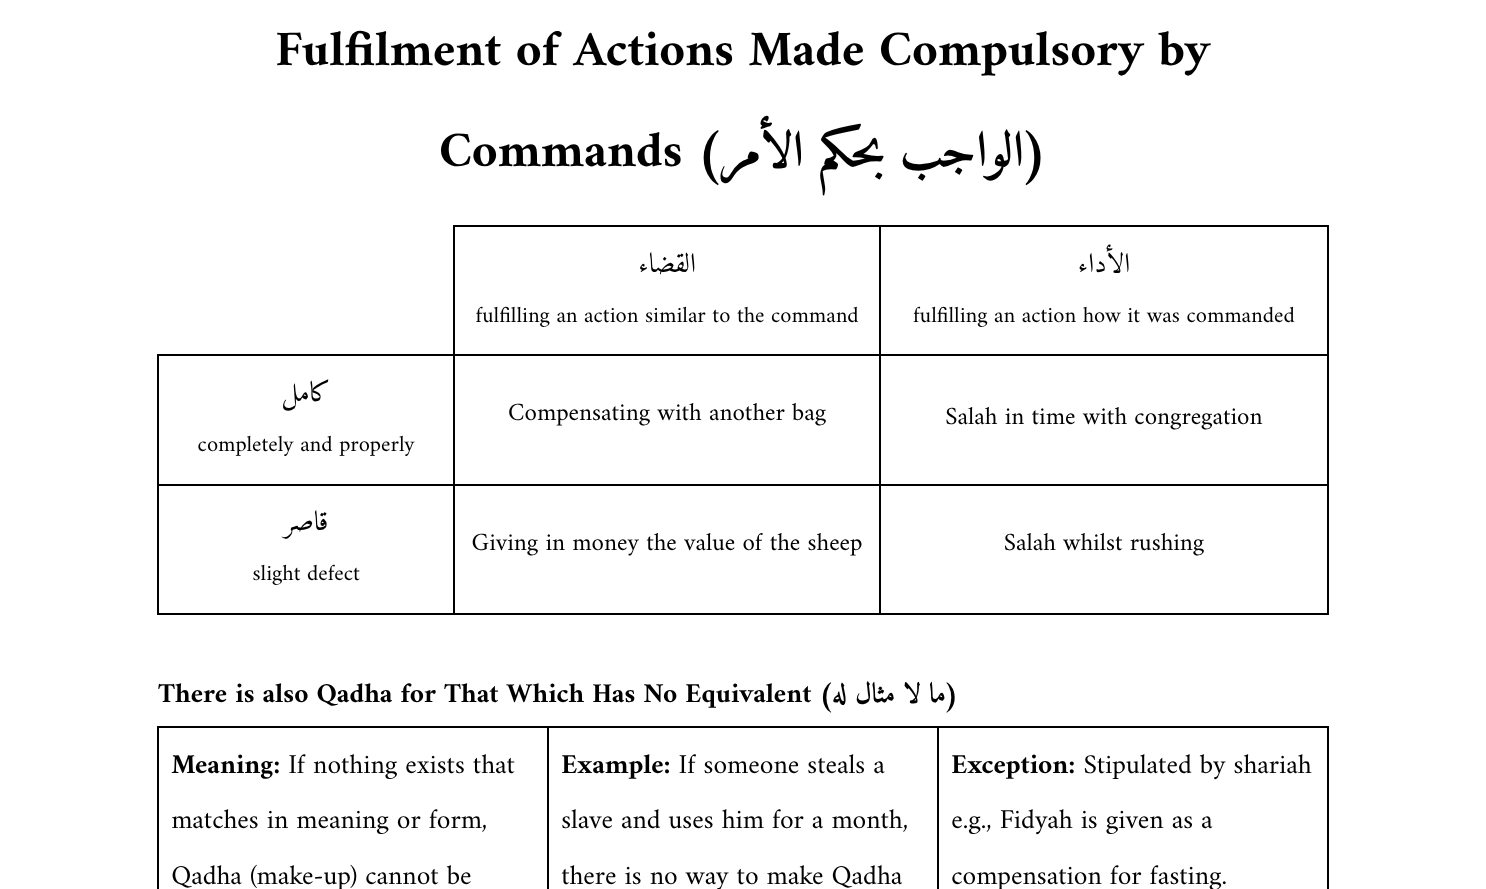 Fulfilment of Actions Made Compulsory by
Commands (الواجب بحكم الأمر)
القضاء
fulfilling an action similar to the command
الأداء
fulfilling an action how it was commanded
كامل
completely and properly
Compensating with another bag
Salah in time with congregation
قاصر
slight defect
Giving in money the value of the sheep
Salah whilst rushing
There is also Qadha for That Which Has No Equivalent (ما لا مثال له)
Meaning: If nothing exists that
matches in meaning or form,
Qadha (make-up) cannot be
Example: If someone steals a
slave and uses him for a month,
there is no way to make Qadha
Exception: Stipulated by shariah
e.g., Fidyah is given as a
compensation for fasting.